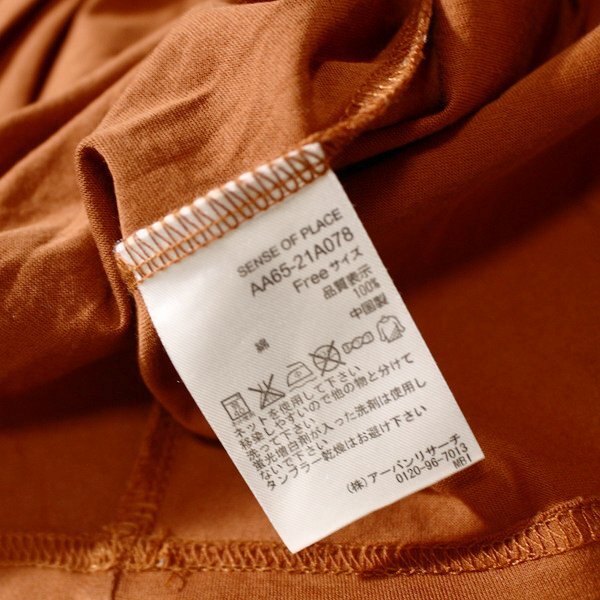 SENSE OF PLACE
AA65-21A078
Freeサイズ
品質表示
綿 100%
中国製
ネットを使用して下さい
移染しやすいので他の物と分けて
洗って下さい
蛍光増白剤が入った洗剤は使用し
ないで下さい
タンブラー乾燥はお避け下さい
(株)アーバンリサーチ
0120-96-7013
MB1